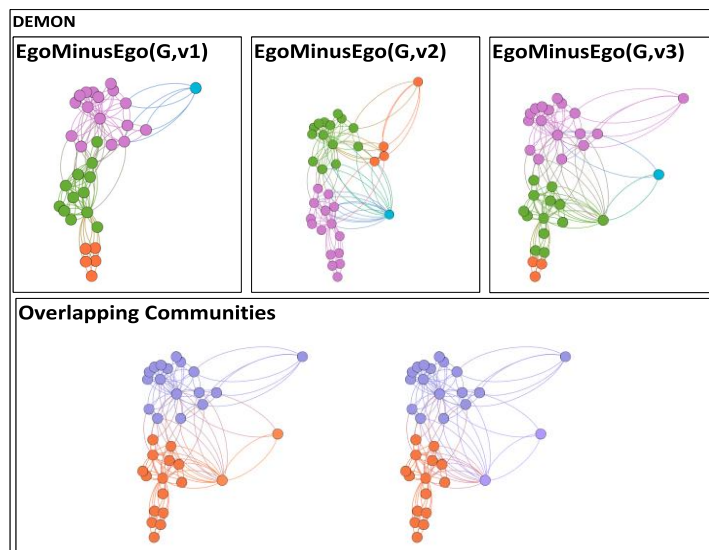 DEMON
EgoMinusEgo(G,v1)
EgoMinusEgo(G,v2)
EgoMinusEgo(G,v3)
Overlapping Communities